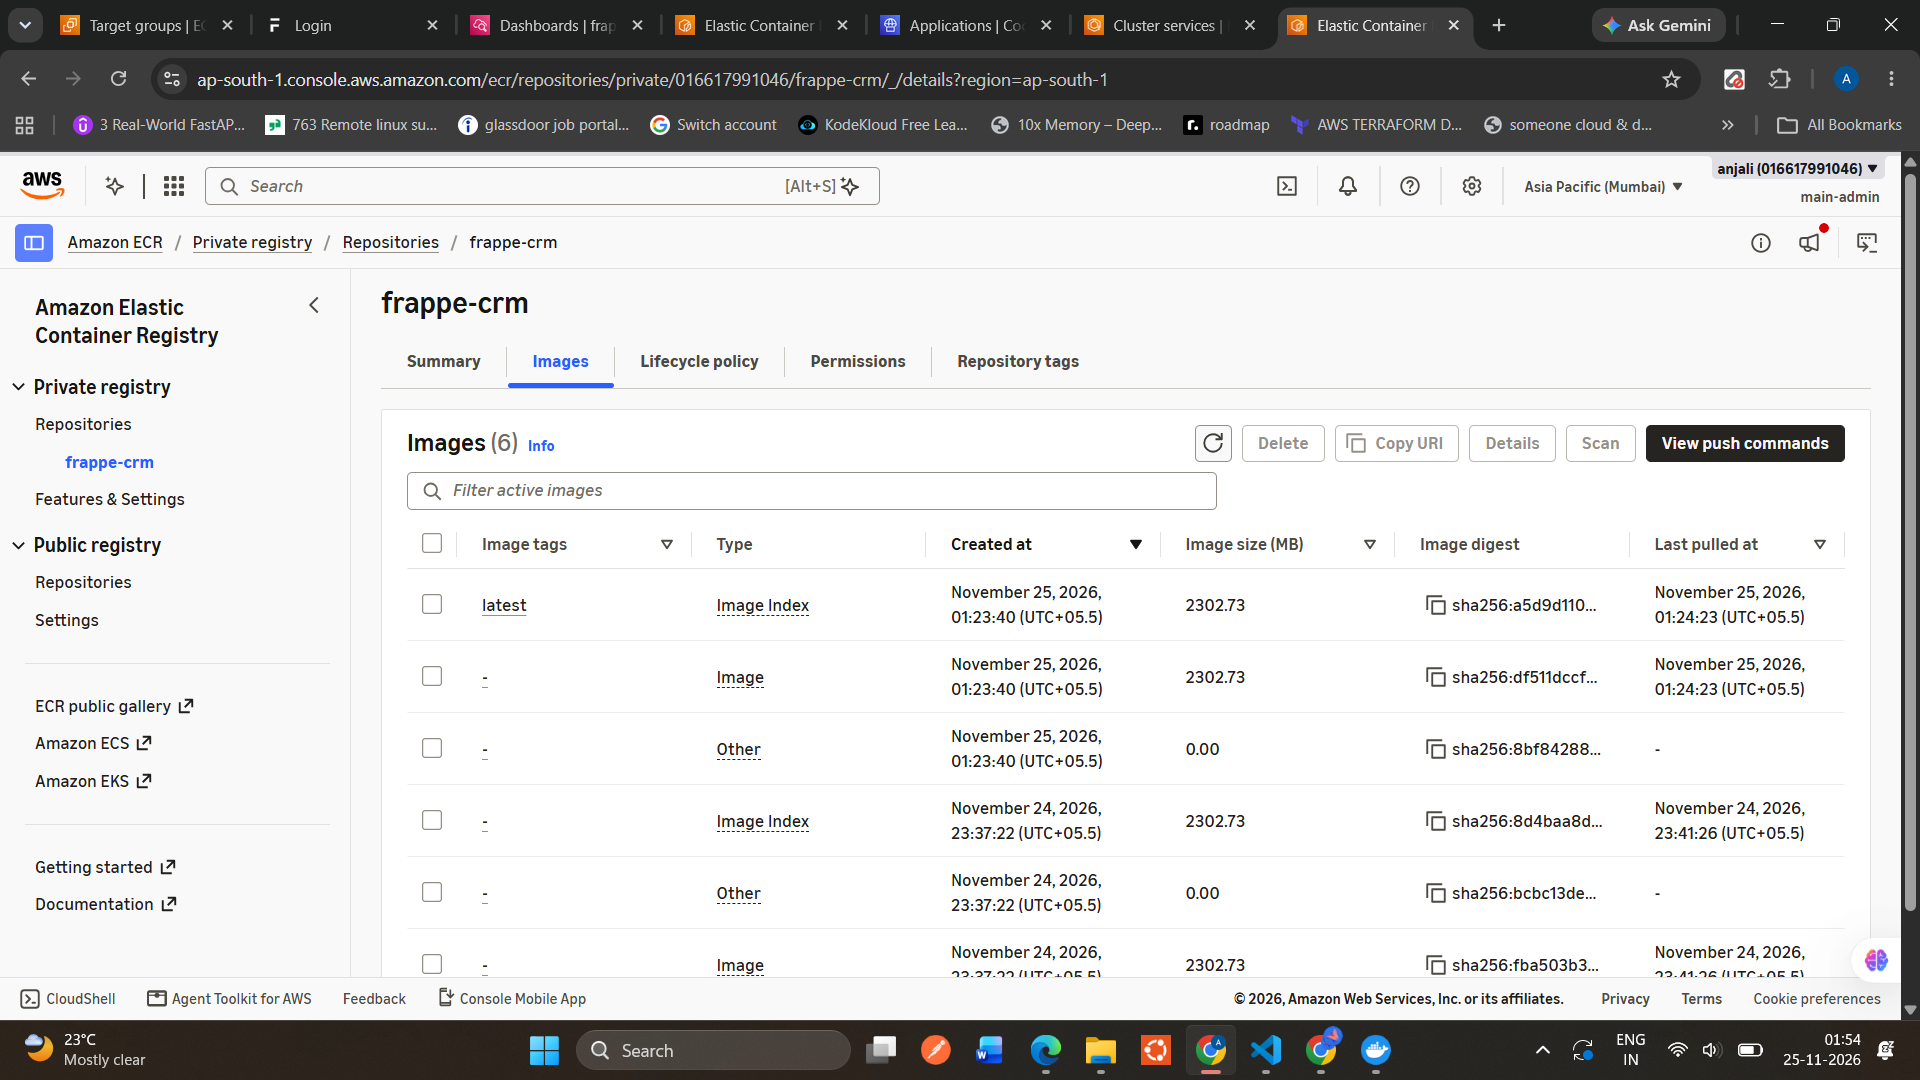 Target groups | EC
Login
Dashboards | frap
Elastic Container
Applications | Co
Cluster services |
Elastic Container
Ask Gemini
ap-south-1.console.aws.amazon.com/ecr/repositories/private/016617991046/frappe-crm/_/details?region=ap-south-1
A
3 Real-World FastAP...
763 Remote linux su...
glassdoor job portal...
Switch account
KodeKloud Free Lea...
10x Memory – Deep...
roadmap
AWS TERRAFORM D...
someone cloud & d...
All Bookmarks
aws
Search
[Alt+S]
Asia Pacific (Mumbai)
anjali (016617991046)
main-admin
Amazon ECR / Private registry / Repositories / frappe-crm
Amazon Elastic
Container Registry
Private registry
Repositories
frappe-crm
Features & Settings
Public registry
Repositories
Settings
ECR public gallery
Amazon ECS
Amazon EKS
Getting started
Documentation
frappe-crm
Summary
Images
Lifecycle policy
Permissions
Repository tags
Images (6) Info
Delete
Copy URI
Details
Scan
View push commands
Filter active images
Image tags
Type
Created at
Image size (MB)
Image digest
Last pulled at
latest
Image Index
November 25, 2026,
01:23:40 (UTC+05.5)
2302.73
sha256:a5d9d110...
November 25, 2026,
01:24:23 (UTC+05.5)
-
Image
November 25, 2026,
01:23:40 (UTC+05.5)
2302.73
sha256:df511dccf...
November 25, 2026,
01:24:23 (UTC+05.5)
-
Other
November 25, 2026,
01:23:40 (UTC+05.5)
0.00
sha256:8bf84288...
-
-
Image Index
November 24, 2026,
23:37:22 (UTC+05.5)
2302.73
sha256:8d4baa8d...
November 24, 2026,
23:41:26 (UTC+05.5)
-
Other
November 24, 2026,
23:37:22 (UTC+05.5)
0.00
sha256:bcbc13de...
-
-
Image
November 24, 2026,
23:37:22 (UTC+05.5)
2302.73
sha256:fba503b3...
November 24, 2026,
23:41:26 (UTC+05.5)
CloudShell
Agent Toolkit for AWS
Feedback
Console Mobile App
© 2026, Amazon Web Services, Inc. or its affiliates.
Privacy
Terms
Cookie preferences
23°C
Mostly clear
Search
ENG
IN
01:54
25-11-2026